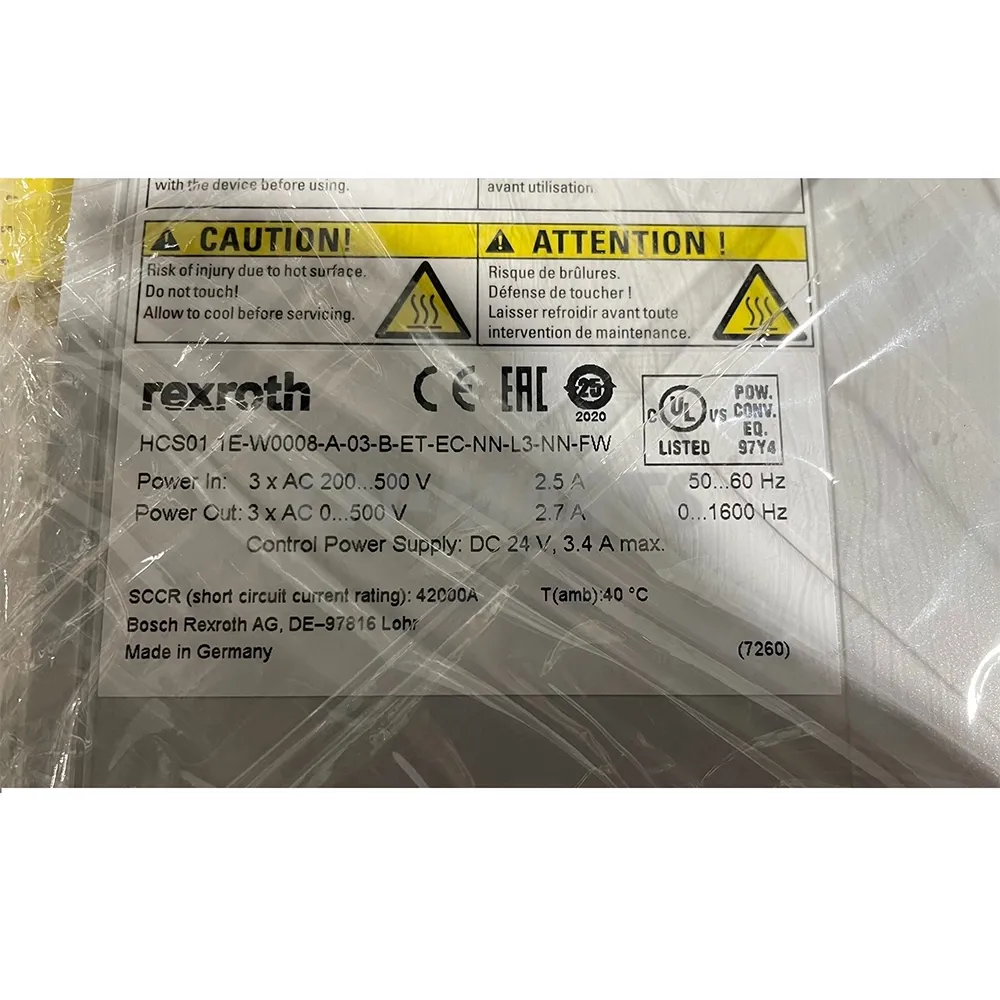 with the device before using.
avant utilisation
CAUTION!
Risk of injury due to hot surface.
Do not touch!
Allow to cool before servicing.
ATTENTION !
Risque de brûlures.
Défense de toucher !
Laisser refroidir avant toute
intervention de maintenance.
rexroth
CE EAC 25
2020
C UL US
LISTED
POW.
CONV.
EQ.
97Y4
HCS01.1E-W0008-A-03-B-ET-EC-NN-L3-NN-FW
Power In: 3 x AC 200...500 V 2.5 A 50...60 Hz
Power Out: 3 x AC 0...500 V 2.7 A 0...1600 Hz
Control Power Supply: DC 24 V, 3.4 A max.
SCCR (short circuit current rating): 42000A T(amb):40 °C
Bosch Rexroth AG, DE-97816 Lohr
Made in Germany (7260)